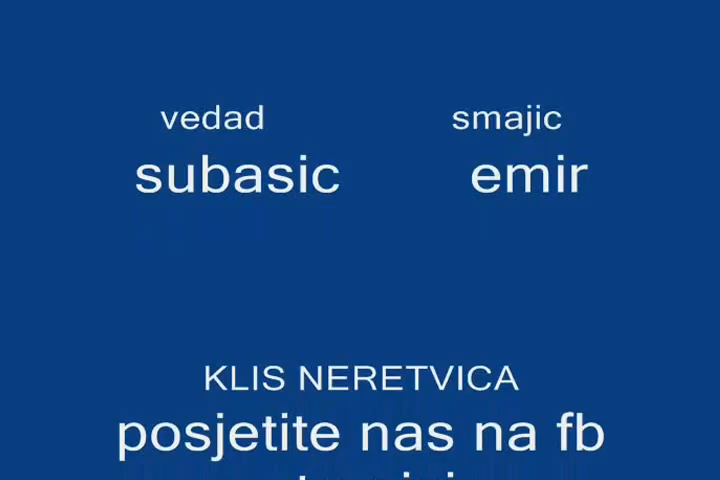 vedad smajic
subasic emir
KLIS NERETVICA
posjetite nas na fb